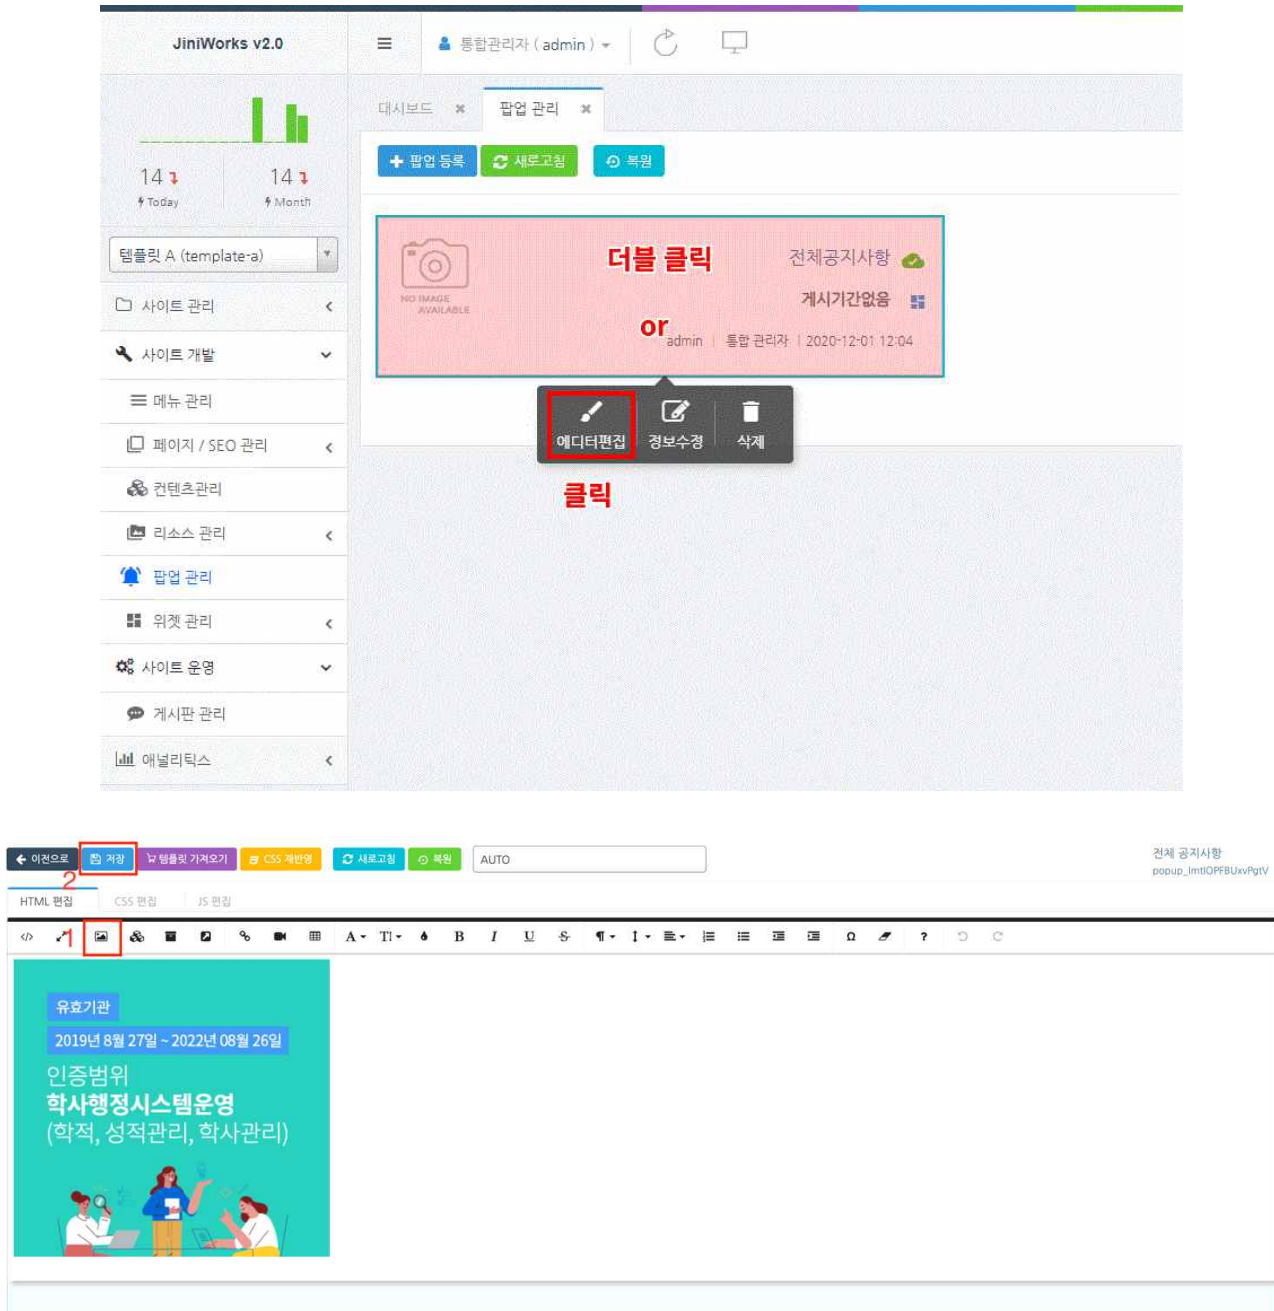 JiniWorks v2.0
통합관리자 ( admin )
대시보드
팝업 관리
팝업 등록
새로고침
복원
14
14
Today
Month
템플릿 A (template-a)
사이트 관리
사이트 개발
메뉴 관리
페이지 / SEO 관리
컨텐츠관리
리소스 관리
팝업 관리
위젯 관리
사이트 운영
게시판 관리
애널리틱스
NO IMAGE
AVAILABLE
더블 클릭
전체공지사항
게시기간없음
or
admin | 통합 관리자 | 2020-12-01 12:04
에디터편집
정보수정
삭제
클릭
이전으로
저장
템플릿 가져오기
CSS 재반영
새로고침
복원
AUTO
전체 공지사항
popup_ImtIOPFBUxvPgtV
2
HTML 편집
CSS 편집
JS 편집
1
유효기관
2019년 8월 27일 ~ 2022년 08월 26일
인증범위
학사행정시스템운영
(학적, 성적관리, 학사관리)